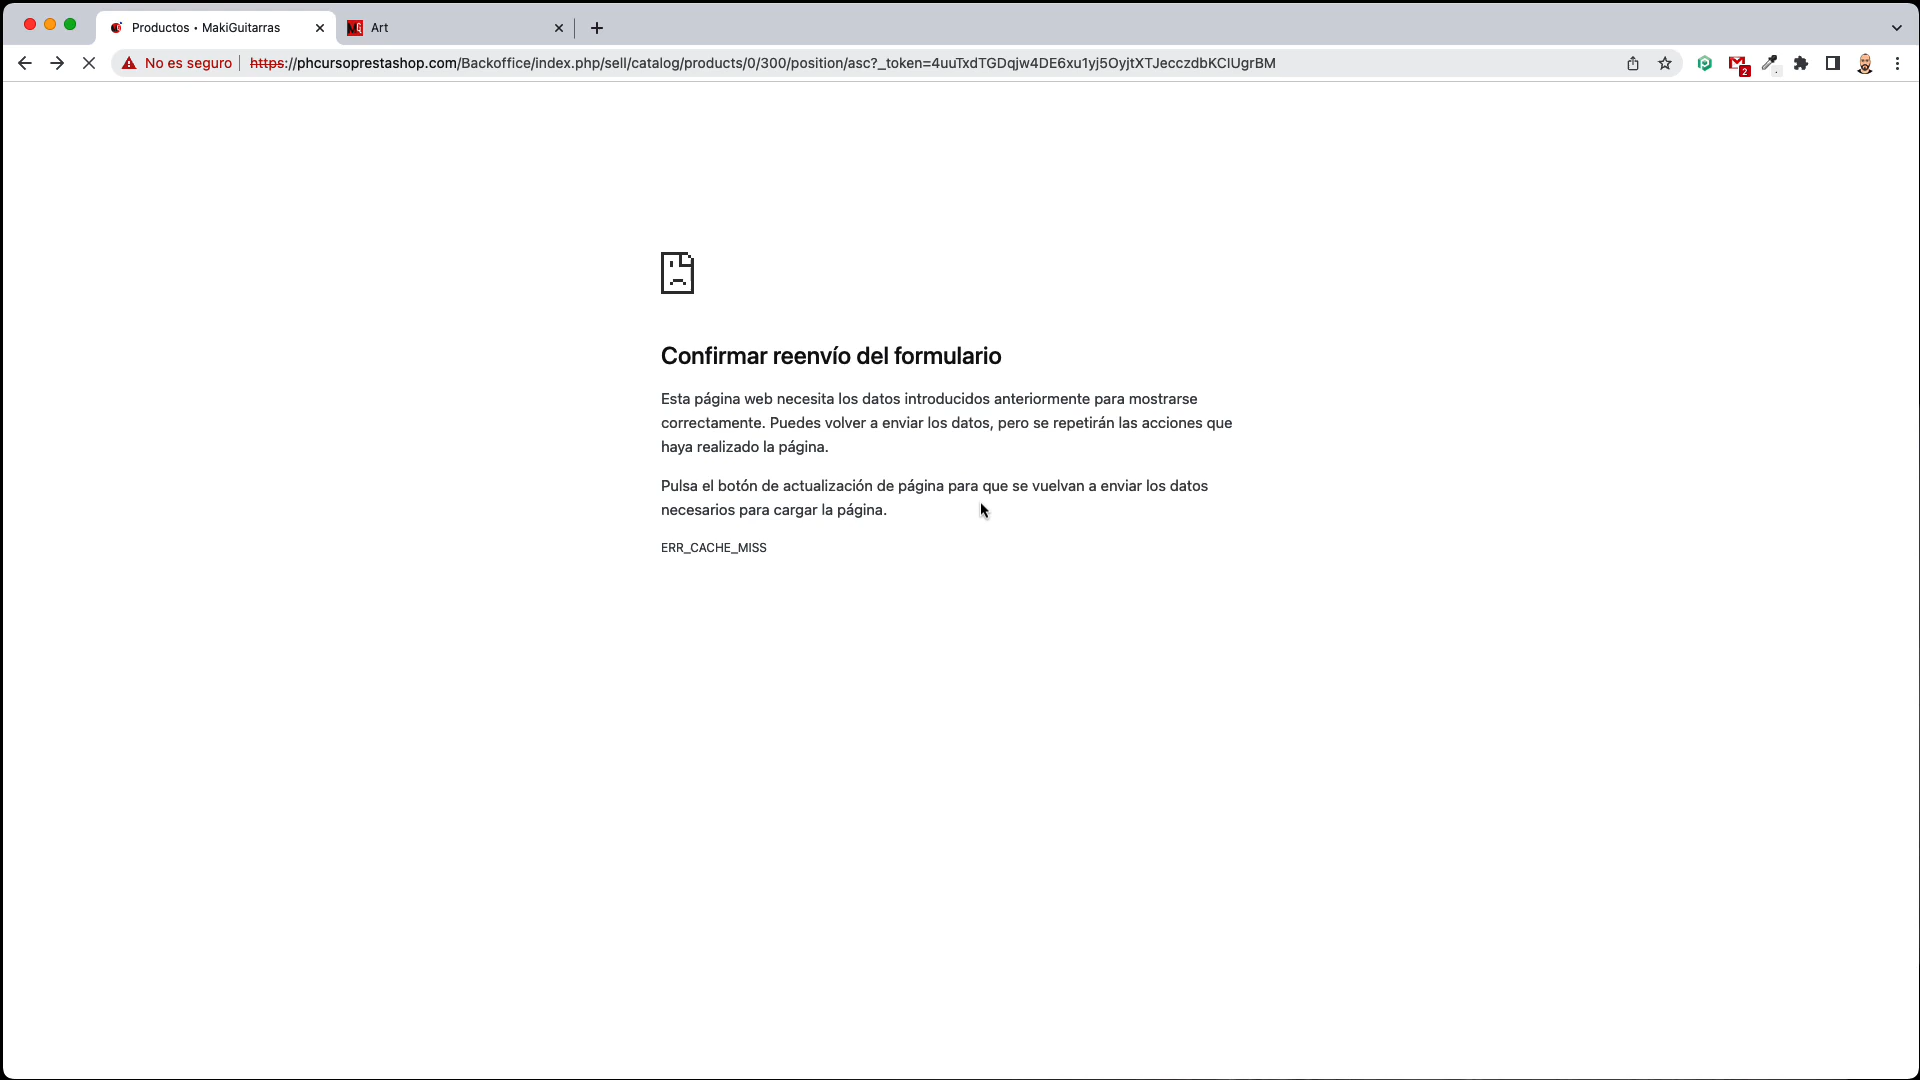 Productos • MakiGuitarras
Art
No es seguro
https://phcursoprestashop.com/Backoffice/index.php/sell/catalog/products/0/300/position/asc?_token=4uuTxdTGDqjw4DE6xu1yj5OyjtXTJecczdbKClUgrBM
2
Confirmar reenvío del formulario
Esta página web necesita los datos introducidos anteriormente para mostrarse
correctamente. Puedes volver a enviar los datos, pero se repetirán las acciones que
haya realizado la página.
Pulsa el botón de actualización de página para que se vuelvan a enviar los datos
necesarios para cargar la página.
ERR_CACHE_MISS